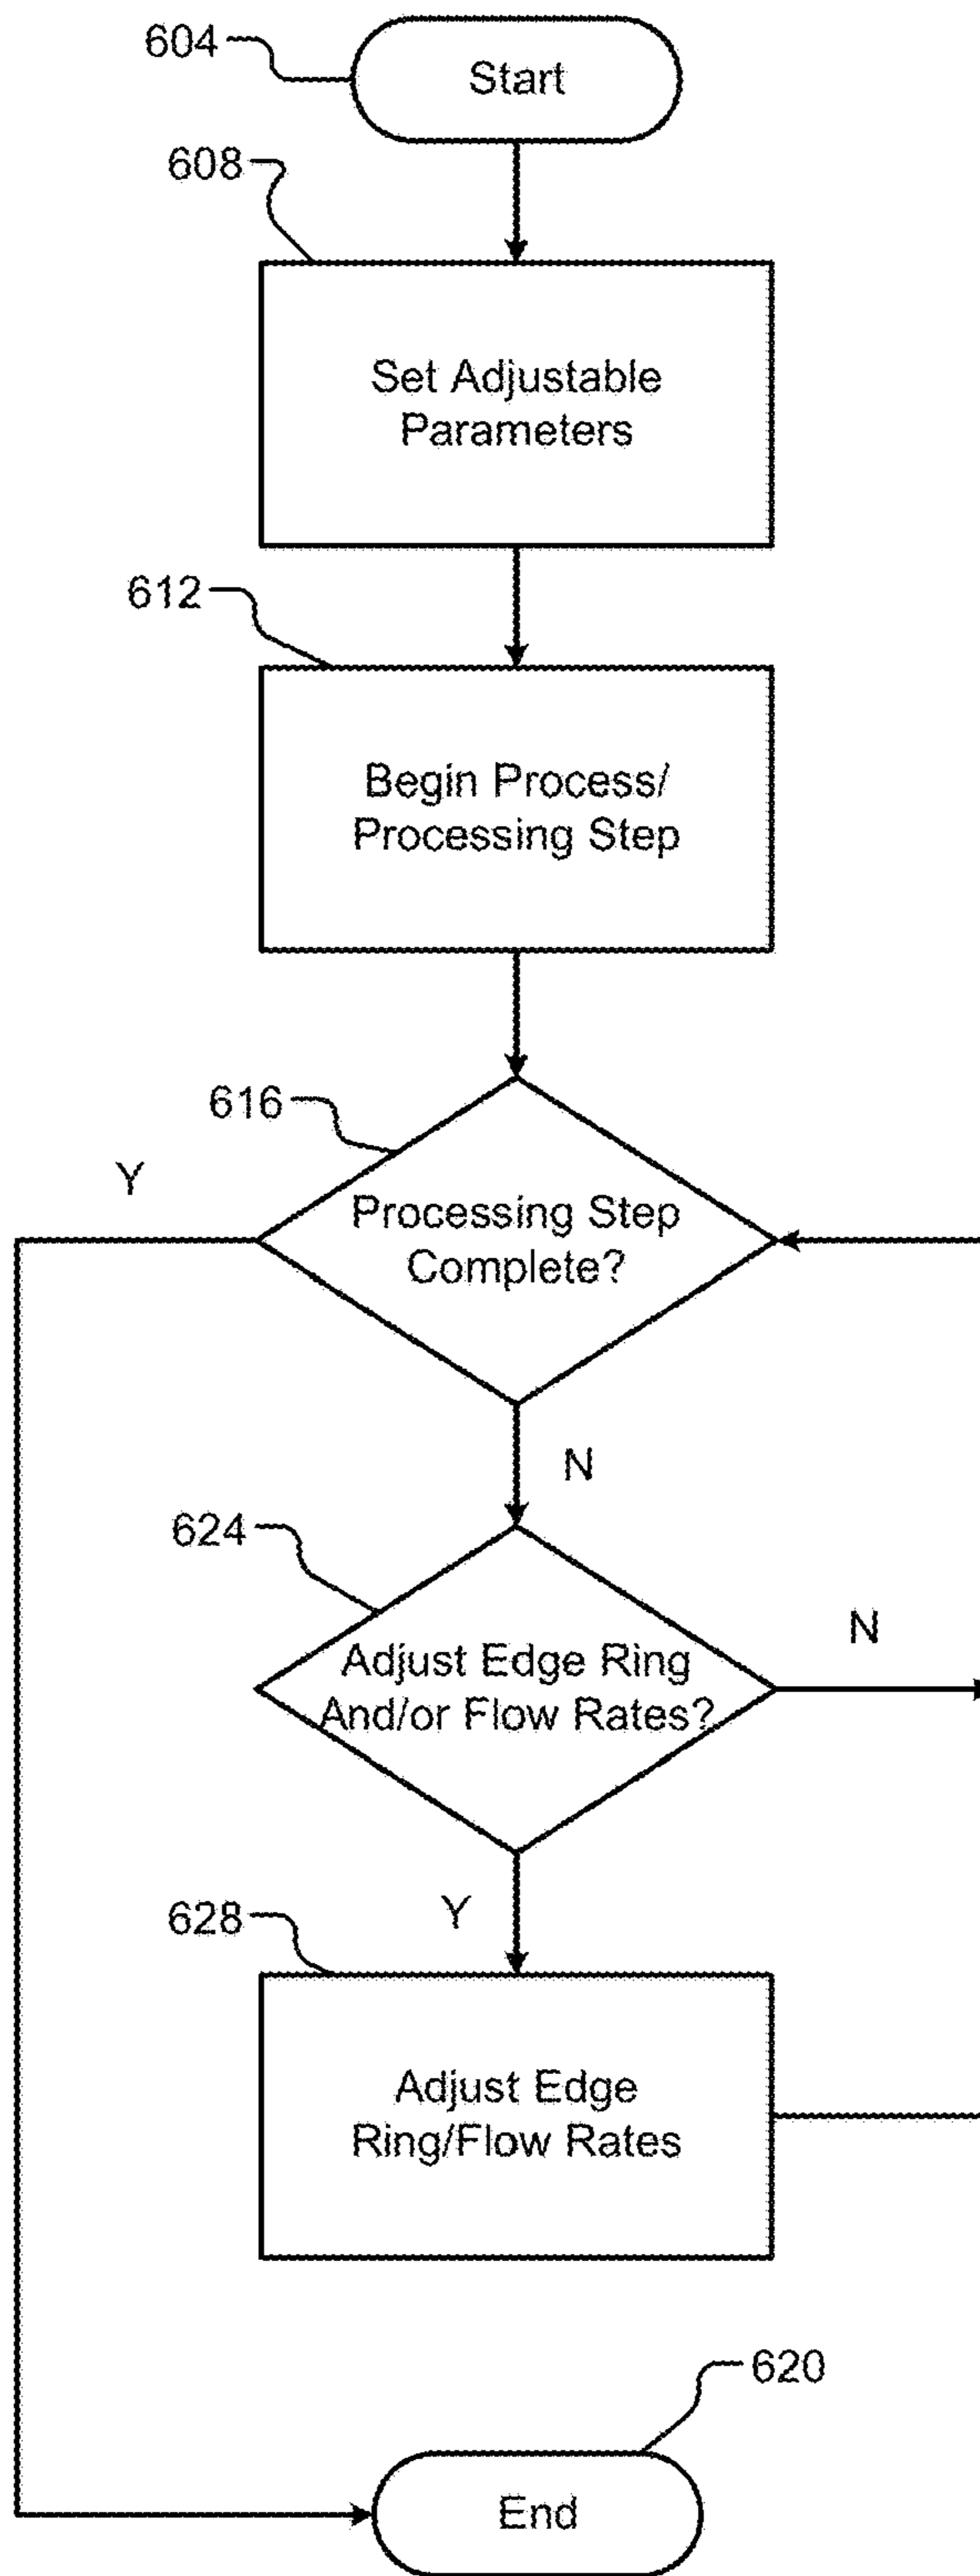 604
Start
608
Set Adjustable
Parameters
612
Begin Process/
Processing Step
616
Y
Processing Step
Complete?
N
624
Adjust Edge Ring
And/or Flow Rates?
N
Y
628
Adjust Edge
Ring/Flow Rates
620
End